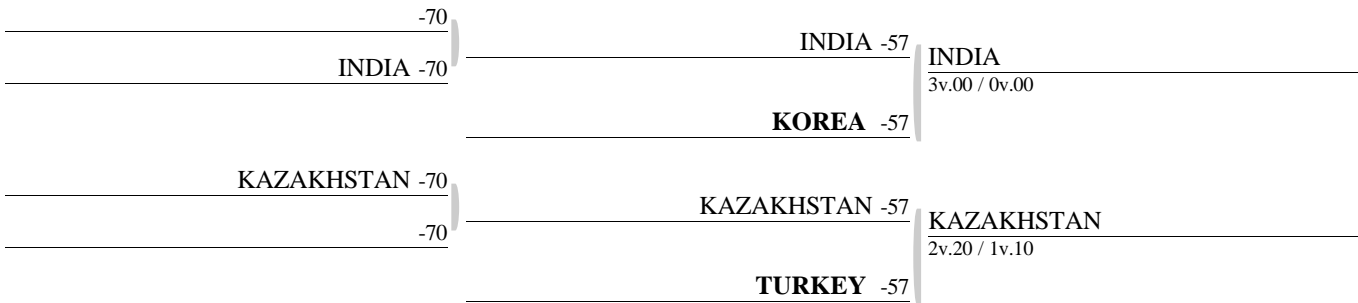 -70
INDIA -70
INDIA -57
INDIA
3v.00 / 0v.00
KOREA -57
KAZAKHSTAN -70
-70
KAZAKHSTAN -57
KAZAKHSTAN
2v.20 / 1v.10
TURKEY -57